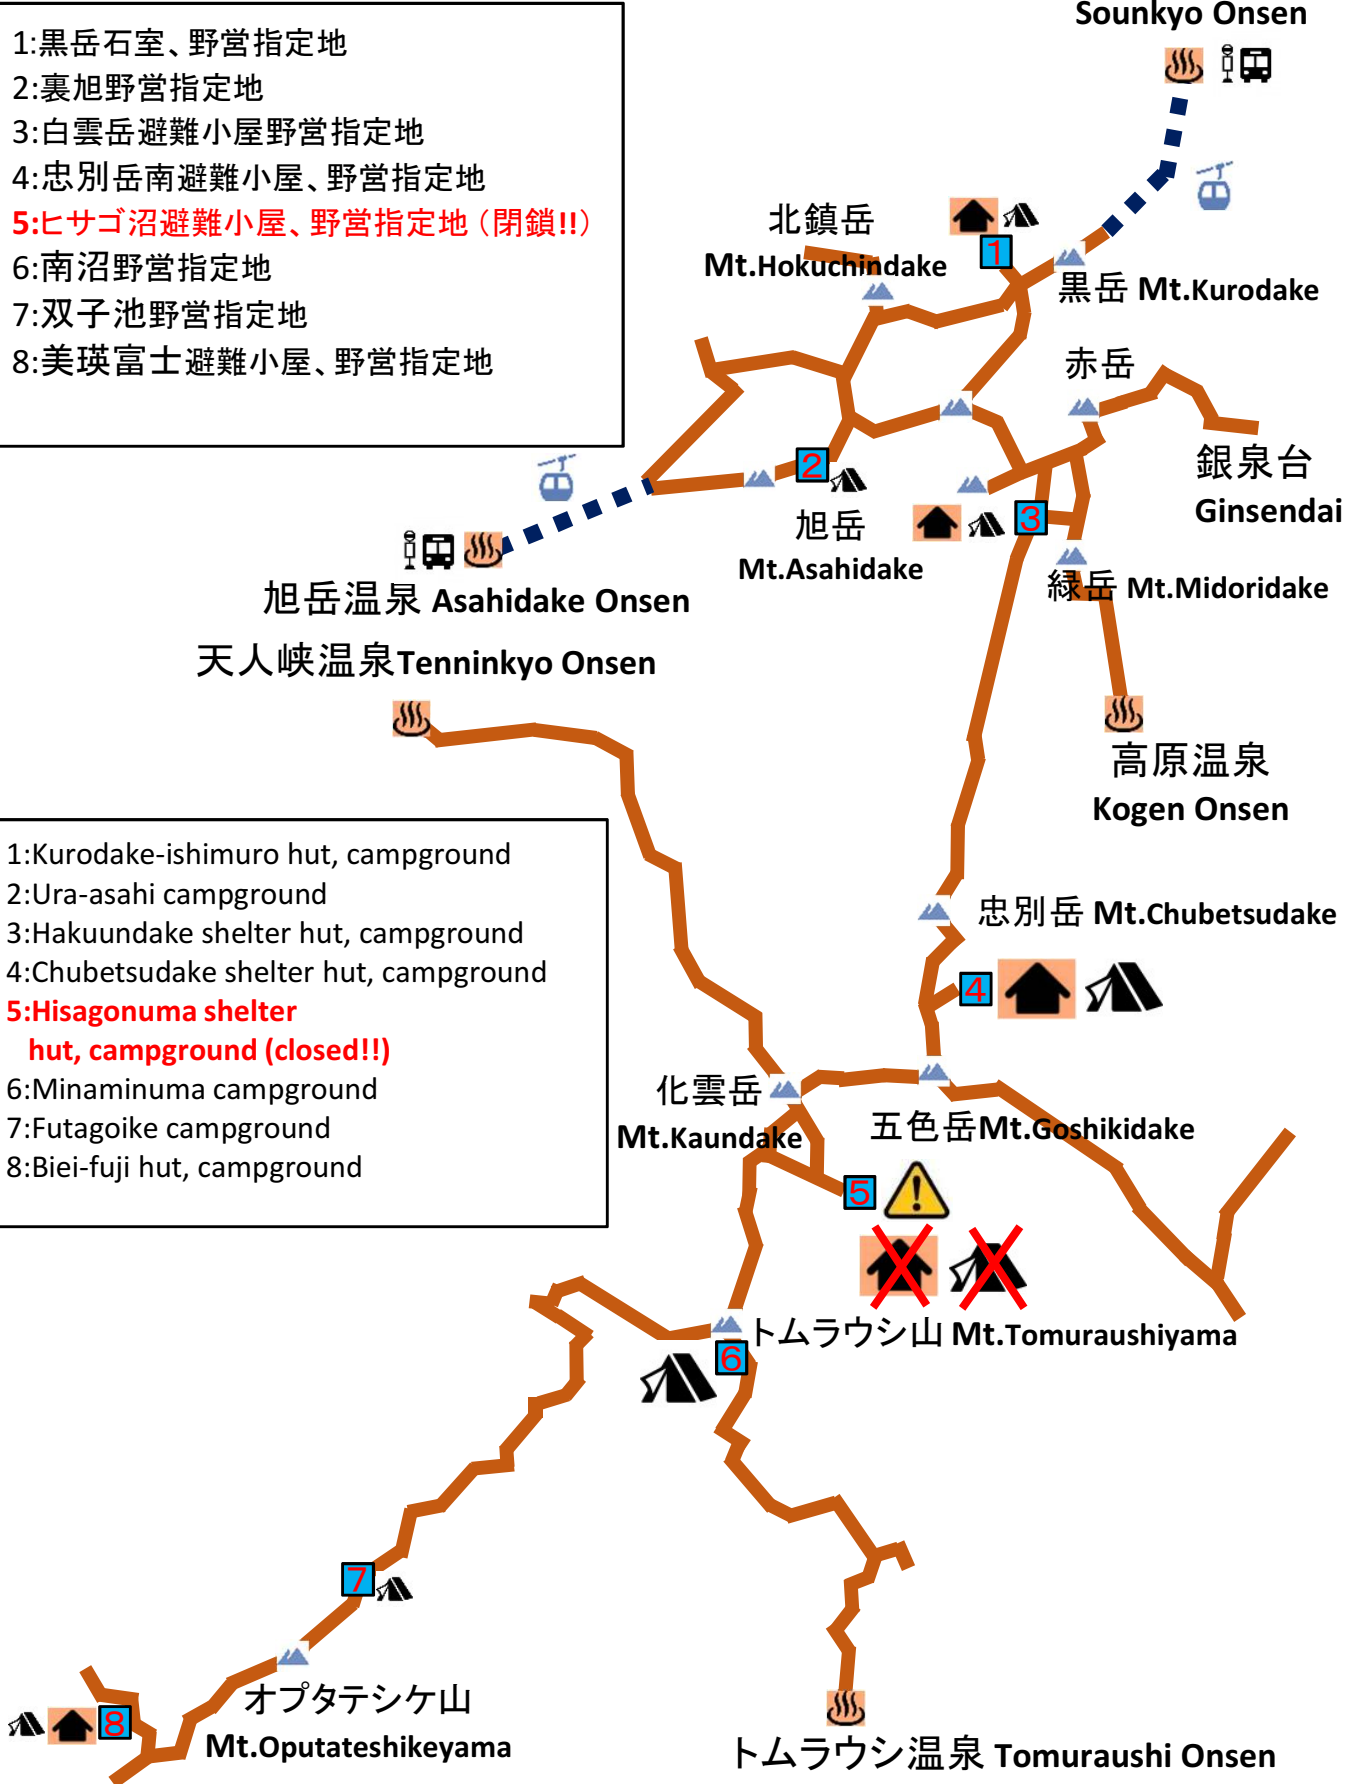 1:黒岳石室、野営指定地
2:裏旭野営指定地
3:白雲岳避難小屋野営指定地
4:忠別岳南避難小屋、野営指定地
5:ヒサゴ沼避難小屋、野営指定地（閉鎖!!）
6:南沼野営指定地
7:双子池野営指定地
8:美瑛富士避難小屋、野営指定地
Sounkyo Onsen
北鎮岳
Mt.Hokuchindake
1
黒岳 Mt.Kurodake
赤岳
銀泉台
Ginsendai
2
旭岳
Mt.Asahidake
3
緑岳 Mt.Midoridake
旭岳温泉 Asahidake Onsen
天人峡温泉Tenninkyo Onsen
高原温泉
Kogen Onsen
1:Kurodake-ishimuro hut, campground
2:Ura-asahi campground
3:Hakuundake shelter hut, campground
4:Chubetsudake shelter hut, campground
5:Hisagonuma shelter
hut, campground (closed!!)
6:Minaminuma campground
7:Futagoike campground
8:Biei-fuji hut, campground
忠別岳 Mt.Chubetsudake
4
化雲岳
Mt.Kaundake
五色岳Mt.Goshikidake
5
トムラウシ山 Mt.Tomuraushiyama
6
7
オプタテシケ山
Mt.Oputateshikeyama
8
トムラウシ温泉 Tomuraushi Onsen